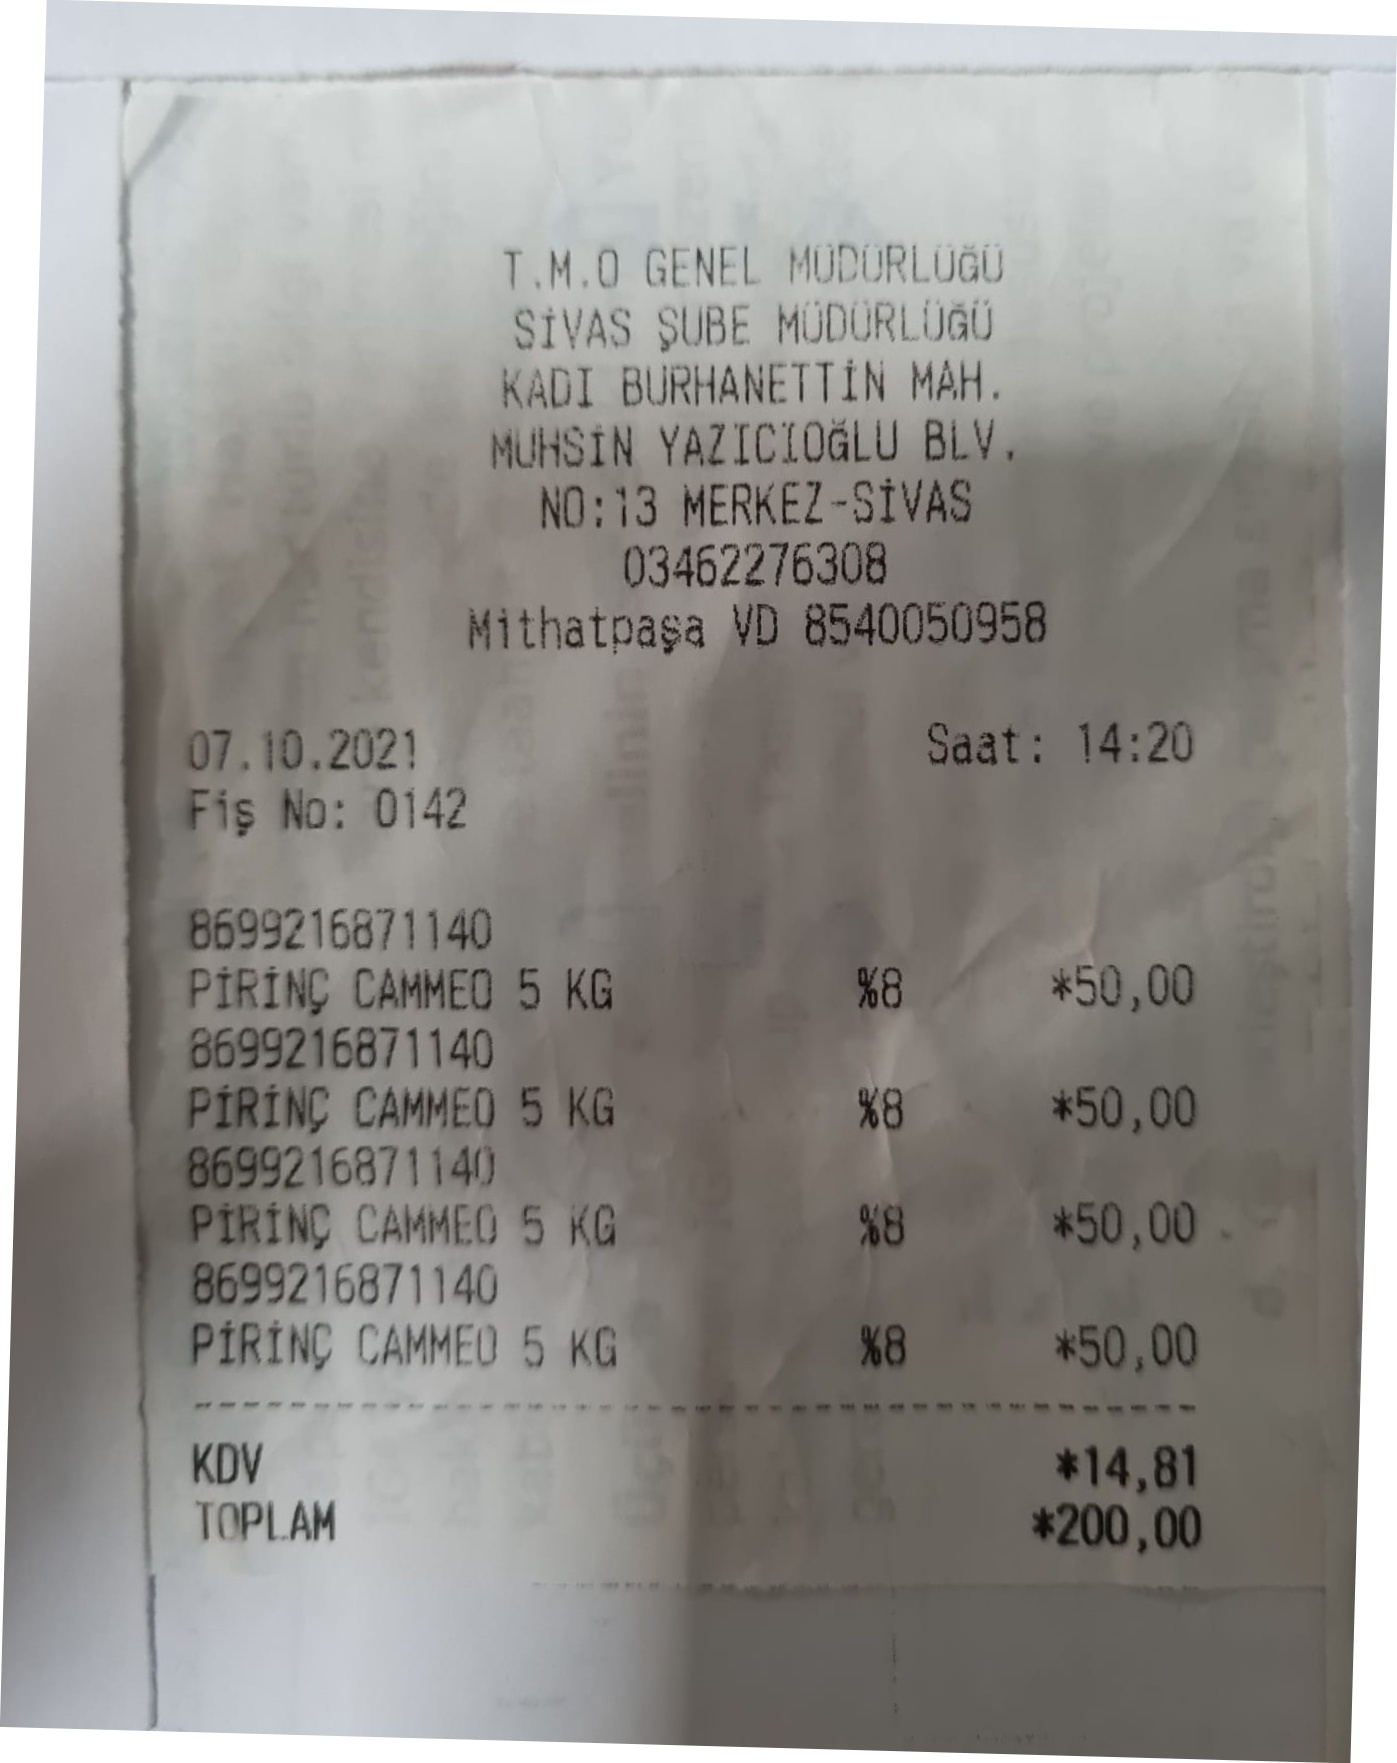 T.M.O GENEL MÜDÜRLÜĞÜ
SİVAS ŞUBE MÜDÜRLÜĞÜ
KADI BURHANETTİN MAH.
MUHSİN YAZICIOĞLU BLV.
NO:13 MERKEZ-SİVAS
03462276308
Mithatpaşa VD 8540050958
07.10.2021 Saat: 14:20
Fiş No: 0142
8699216871140
PİRİNÇ CAMMEO 5 KG %8 *50,00
8699216871140
PİRİNÇ CAMMEO 5 KG %8 *50,00
8699216871140
PİRİNÇ CAMMEO 5 KG %8 *50,00
8699216871140
PİRİNÇ CAMMEO 5 KG %8 *50,00
KDV *14,81
TOPLAM *200,00